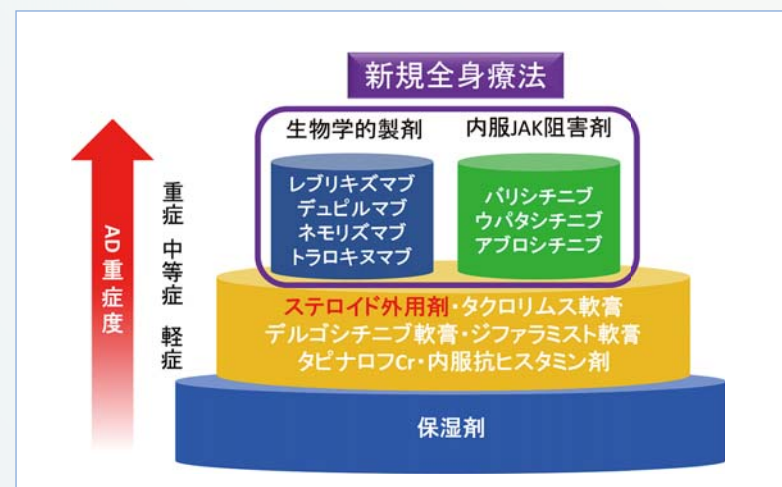 新規全身療法
生物学的製剤
内服JAK阻害剤
レブリキズマブ
デュピルマブ
ネモリズマブ
トラロキヌマブ
バリシチニブ
ウパタシチニブ
アブロシチニブ
AD重症度
重症 中等症 軽症
ステロイド外用剤・タクロリムス軟膏
デルゴシチニブ軟膏・ジファラミスト軟膏
タピナロフCr・内服抗ヒスタミン剤
保湿剤